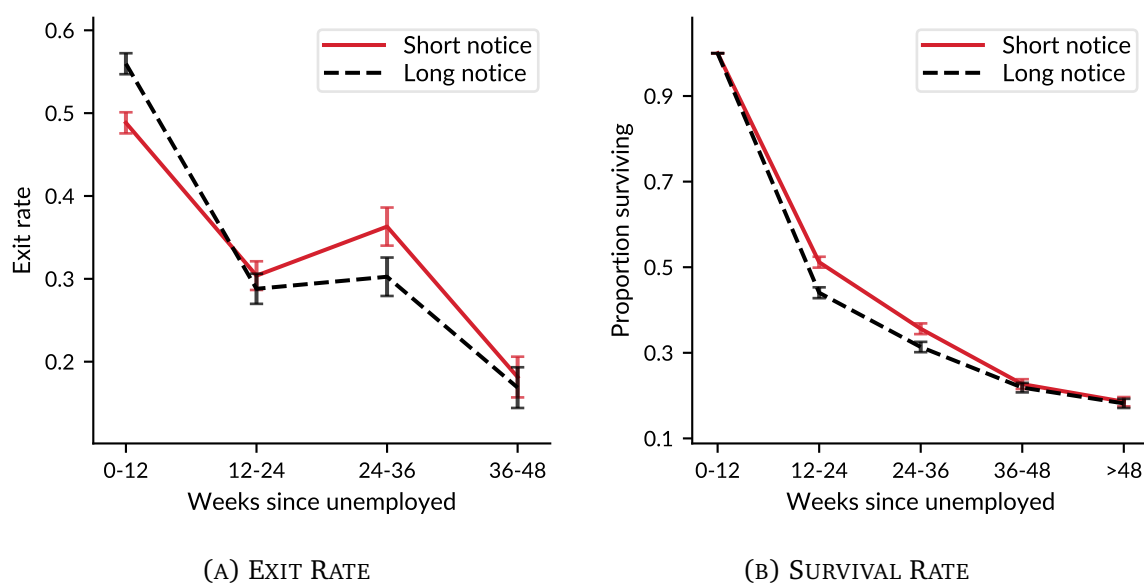 Short notice
Long notice
Exit rate
0.6
0.5
0.4
0.3
0.2
0-12 12-24 24-36 36-48
Weeks since unemployed
(A) EXIT RATE
Short notice
Long notice
Proportion surviving
0.9
0.7
0.5
0.3
0.1
0-12 12-24 24-36 36-48 >48
Weeks since unemployed
(B) SURVIVAL RATE